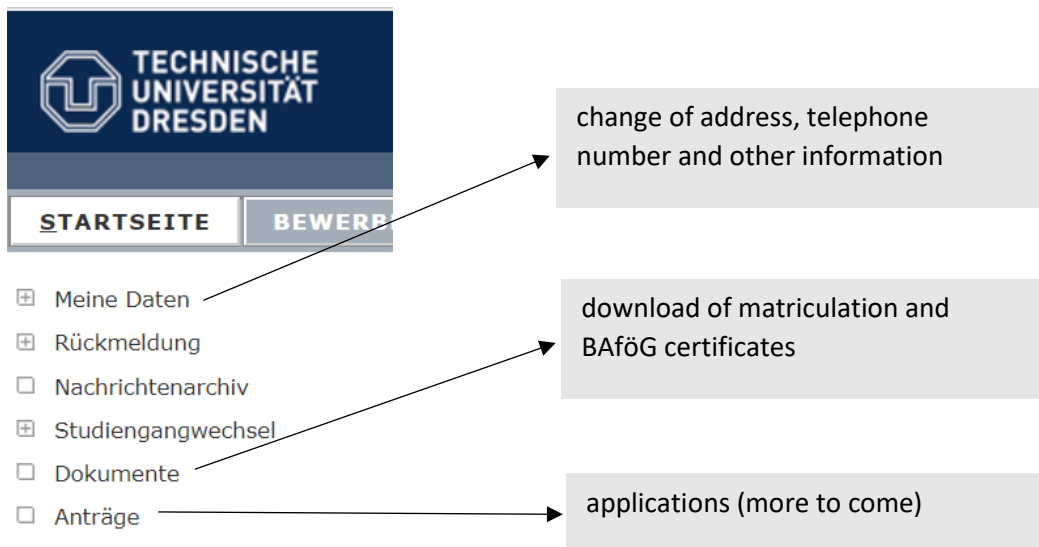 TECHNISCHE
UNIVERSITÄT
DRESDEN
STARTSEITE
Meine Daten
Rückmeldung
Nachrichtenarchiv
Studiengangwechsel
Dokumente
Anträge
change of address, telephone
number and other information
download of matriculation and
BAföG certificates
applications (more to come)